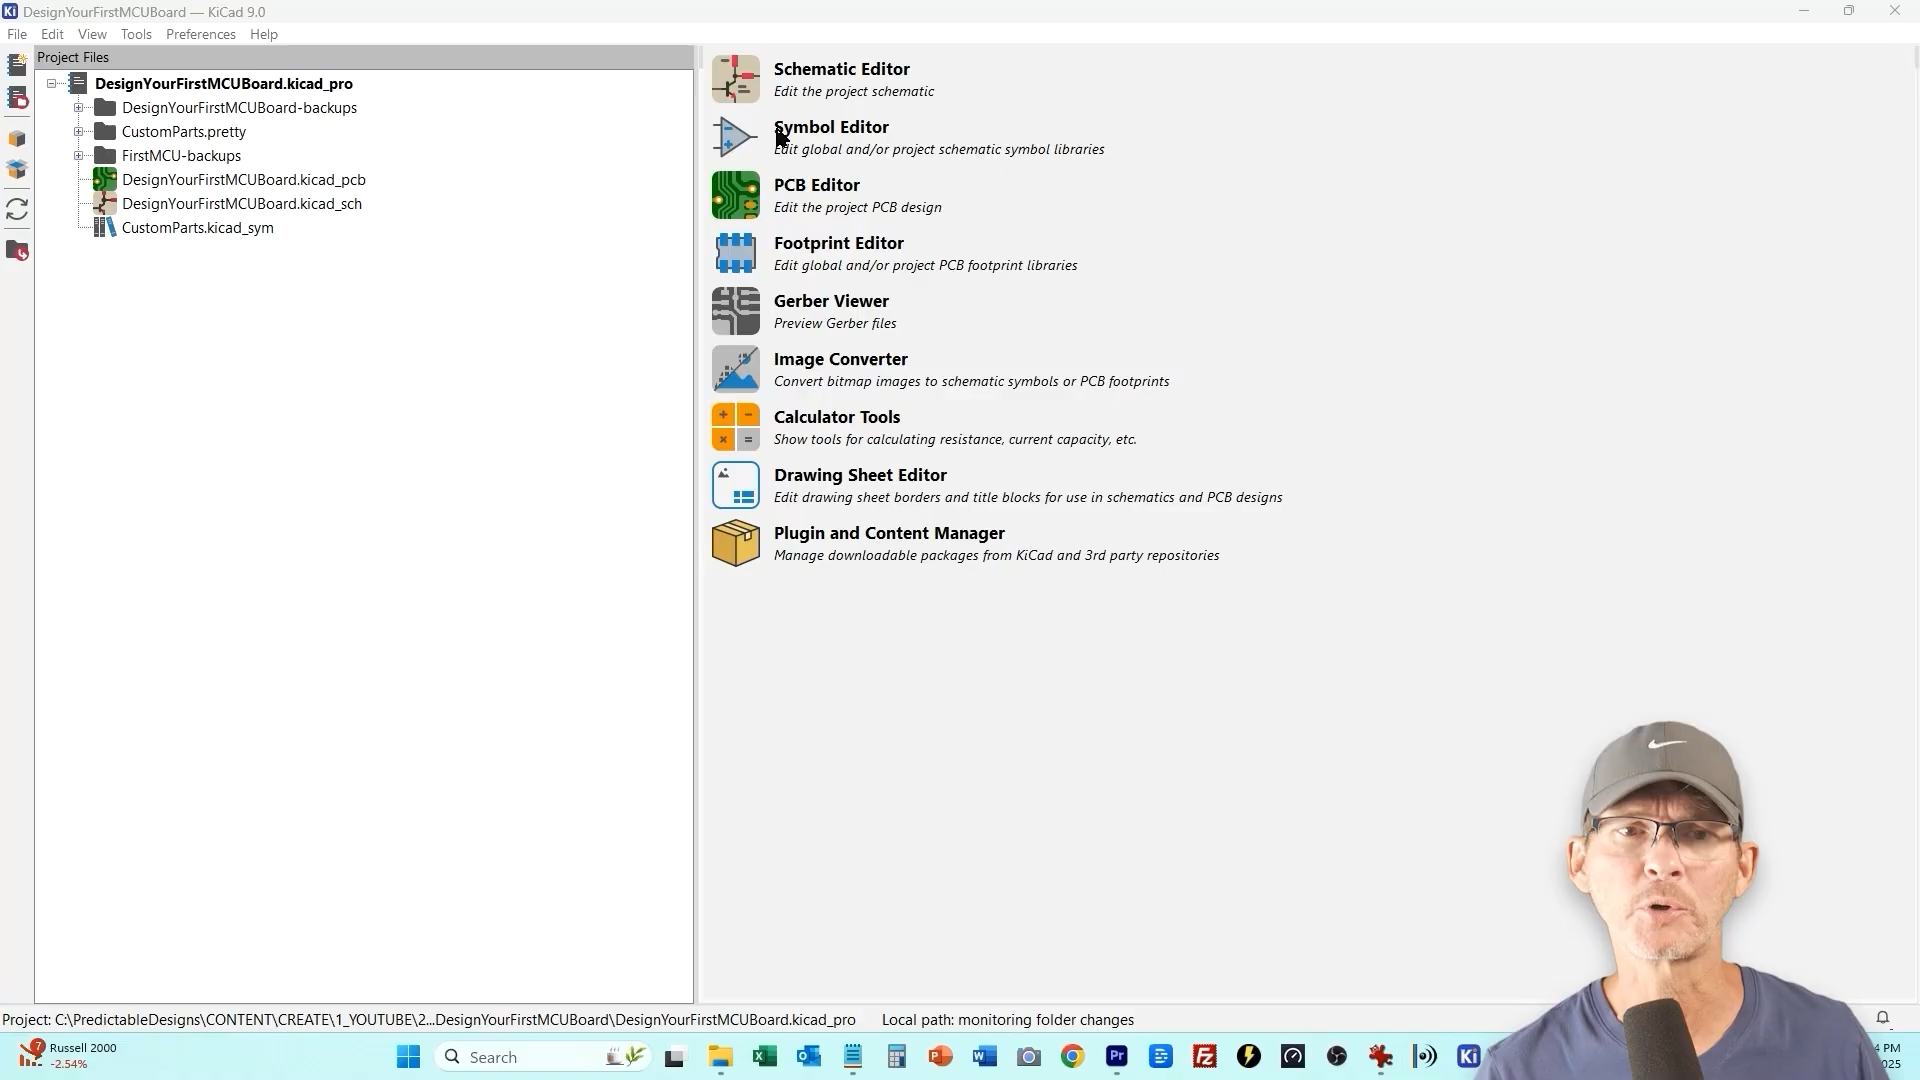 DesignYourFirstMCUBoard — KiCad 9.0
File Edit View Tools Preferences Help
Project Files
DesignYourFirstMCUBoard.kicad_pro
DesignYourFirstMCUBoard-backups
CustomParts.pretty
FirstMCU-backups
DesignYourFirstMCUBoard.kicad_pcb
DesignYourFirstMCUBoard.kicad_sch
CustomParts.kicad_sym
Schematic Editor
Edit the project schematic
Symbol Editor
Edit global and/or project schematic symbol libraries
PCB Editor
Edit the project PCB design
Footprint Editor
Edit global and/or project PCB footprint libraries
Gerber Viewer
Preview Gerber files
Image Converter
Convert bitmap images to schematic symbols or PCB footprints
Calculator Tools
Show tools for calculating resistance, current capacity, etc.
Drawing Sheet Editor
Edit drawing sheet borders and title blocks for use in schematics and PCB designs
Plugin and Content Manager
Manage downloadable packages from KiCad and 3rd party repositories
Project: C:\PredictableDesigns\CONTENT\CREATE\1_YOUTUBE\2...DesignYourFirstMCUBoard\DesignYourFirstMCUBoard.kicad_pro Local path: monitoring folder changes
7 Russell 2000
-2.54%
Search
Pr
Fz
Ki
4 PM
025